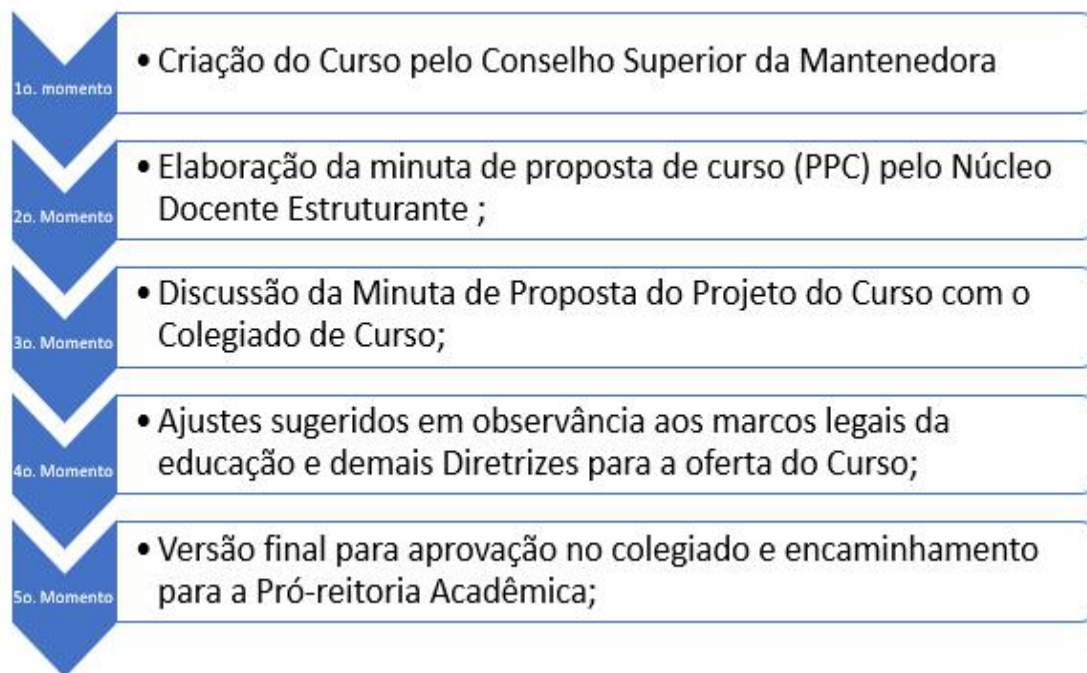 1o. momento
• Criação do Curso pelo Conselho Superior da Mantenedora
2o. Momento
• Elaboração da minuta de proposta de curso (PPC) pelo Núcleo
Docente Estruturante ;
3o. Momento
• Discussão da Minuta de Proposta do Projeto do Curso com o
Colegiado de Curso;
4o. Momento
• Ajustes sugeridos em observância aos marcos legais da
educação e demais Diretrizes para a oferta do Curso;
5o. Momento
• Versão final para aprovação no colegiado e encaminhamento
para a Pró-reitoria Acadêmica;